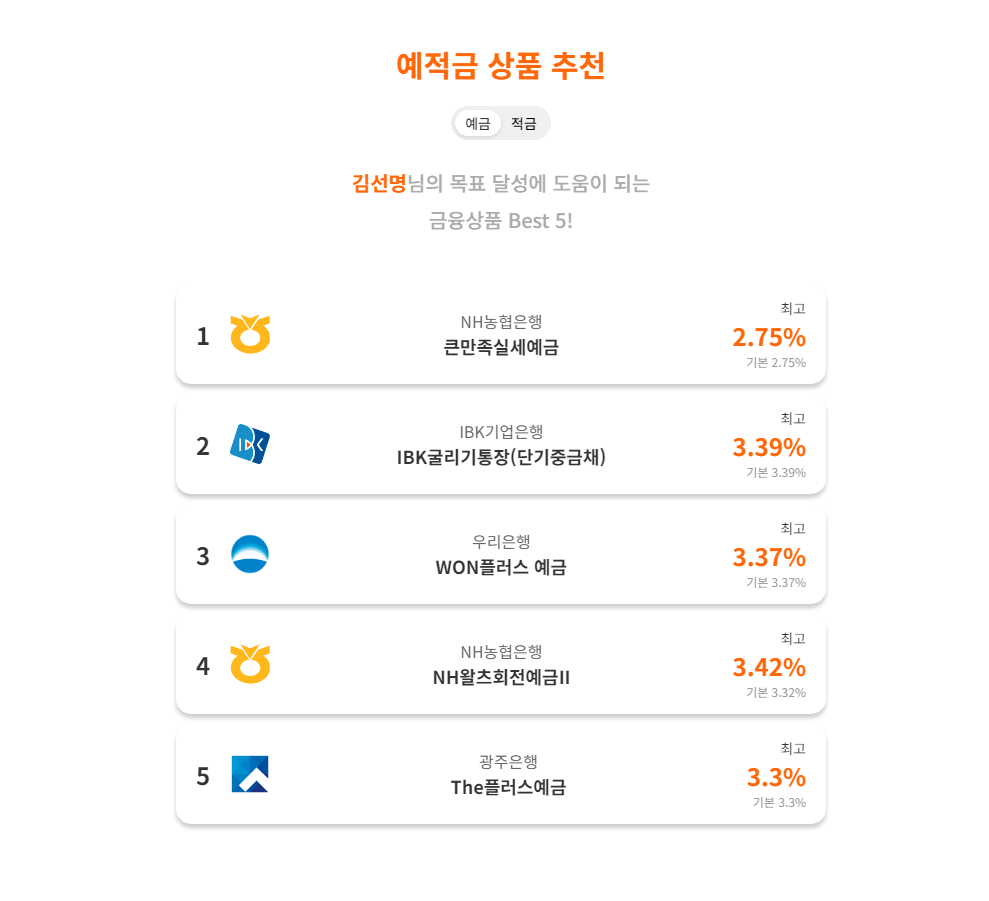 예적금 상품 추천
예금 적금
김선명님의 목표 달성에 도움이 되는
금융상품 Best 5!
1
NH농협은행
큰만족실세예금
최고
2.75%
기본 2.75%
2
IBK
IBK기업은행
IBK굴리기통장(단기중금채)
최고
3.39%
기본 3.39%
3
우리은행
WON플러스 예금
최고
3.37%
기본 3.37%
4
NH농협은행
NH왈츠회전예금II
최고
3.42%
기본 3.32%
5
광주은행
The플러스예금
최고
3.3%
기본 3.3%